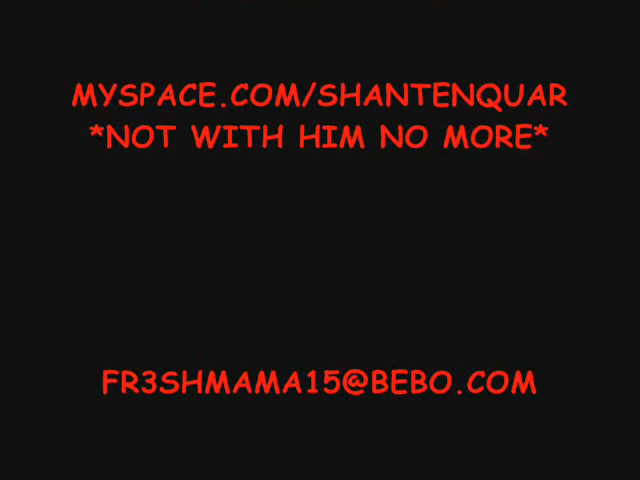 MYSPACE.COM/SHANTENQUAR
*NOT WITH HIM NO MORE*
FR3SHMAMA15@BEBO.COM